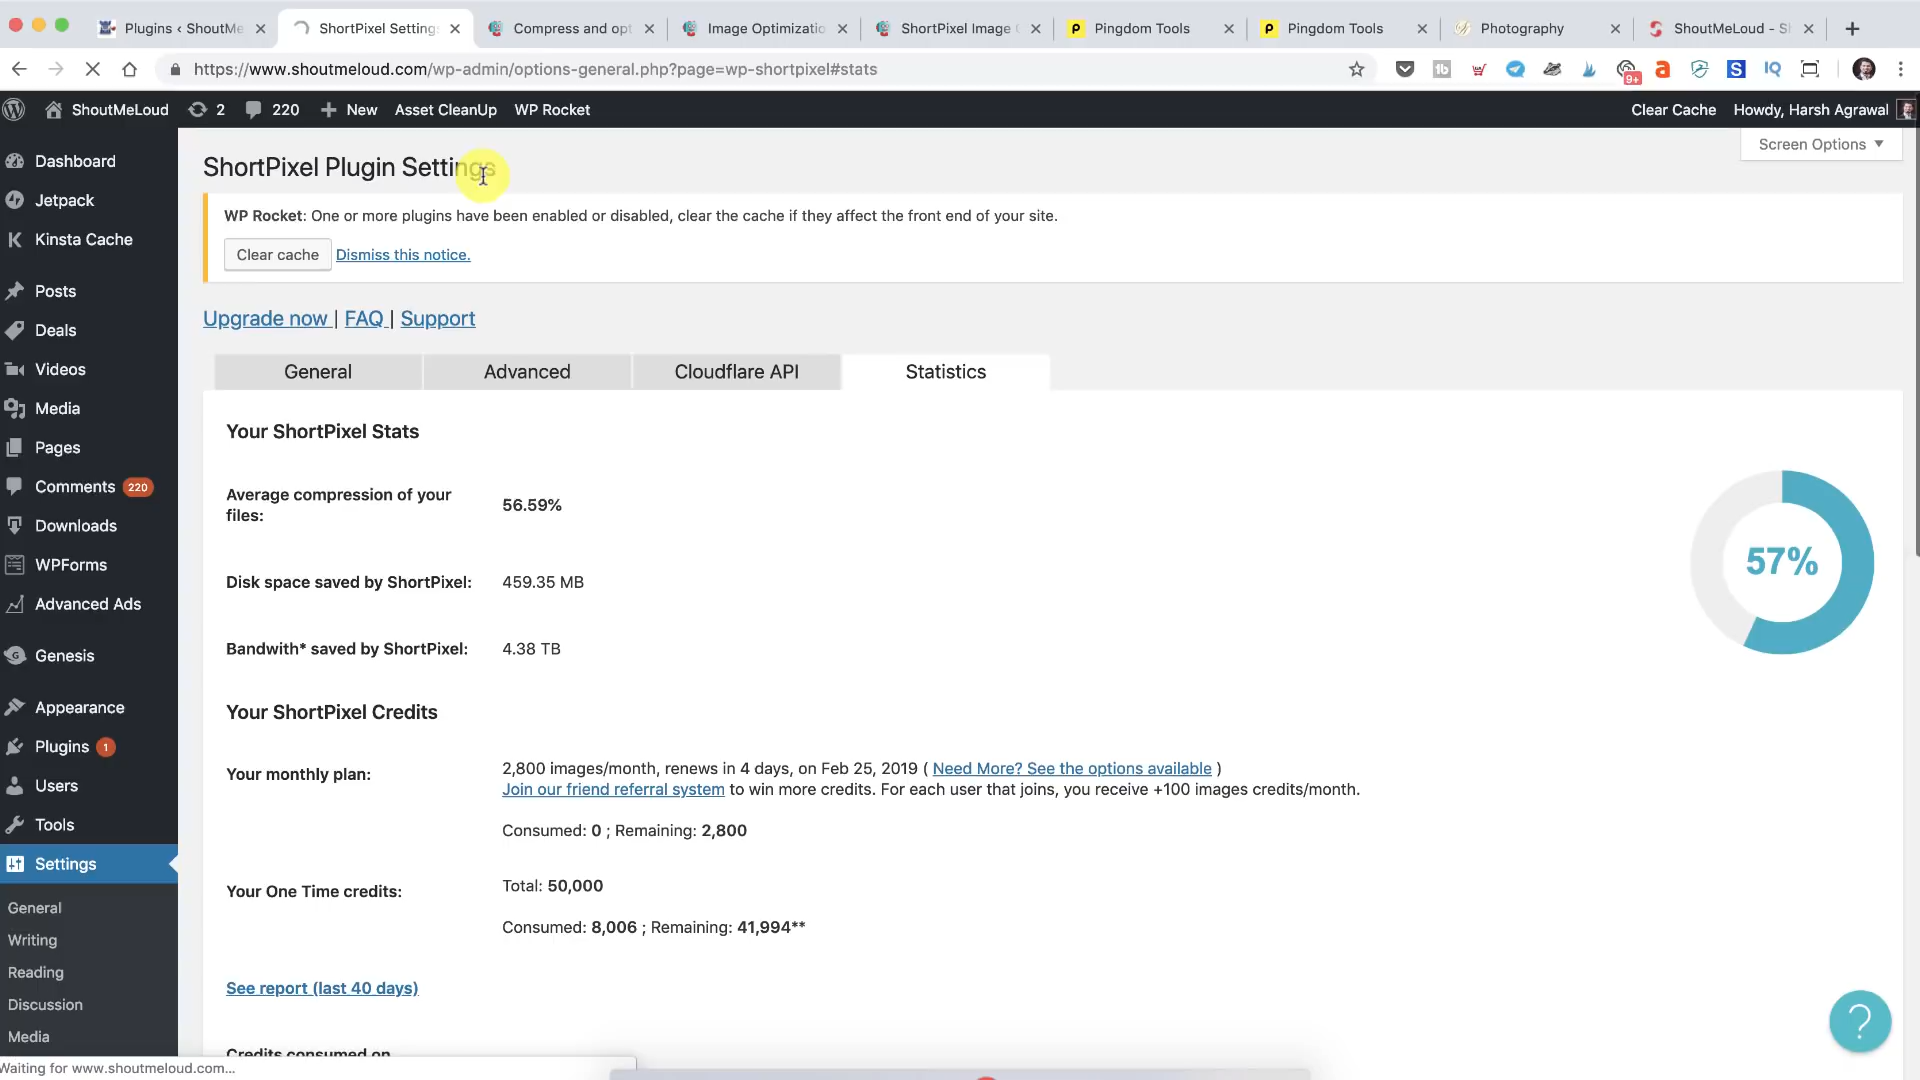 Plugins ‹ ShoutMe
ShortPixel Settings
Compress and opt
Image Optimizatio
ShortPixel Image
Pingdom Tools
Pingdom Tools
Photography
ShoutMeLoud - S
https://www.shoutmeloud.com/wp-admin/options-general.php?page=wp-shortpixel#stats
9+
ShoutMeLoud 2 220 New Asset CleanUp WP Rocket
Clear Cache Howdy, Harsh Agrawal
Screen Options
Dashboard
Jetpack
Kinsta Cache
Posts
Deals
Videos
Media
Pages
Comments 220
Downloads
WPForms
Advanced Ads
Genesis
Appearance
Plugins 1
Users
Tools
Settings
General
Writing
Reading
Discussion
Media
ShortPixel Plugin Settings
WP Rocket: One or more plugins have been enabled or disabled, clear the cache if they affect the front end of your site.
Clear cache Dismiss this notice.
Upgrade now | FAQ | Support
General Advanced Cloudflare API Statistics
Your ShortPixel Stats
Average compression of your
files:
56.59%
57%
Disk space saved by ShortPixel: 459.35 MB
Bandwith* saved by ShortPixel: 4.38 TB
Your ShortPixel Credits
Your monthly plan:
2,800 images/month, renews in 4 days, on Feb 25, 2019 ( Need More? See the options available )
Join our friend referral system to win more credits. For each user that joins, you receive +100 images credits/month.
Consumed: 0 ; Remaining: 2,800
Your One Time credits:
Total: 50,000
Consumed: 8,006 ; Remaining: 41,994**
See report (last 40 days)
Credits consumed on
?
Waiting for www.shoutmeloud.com...